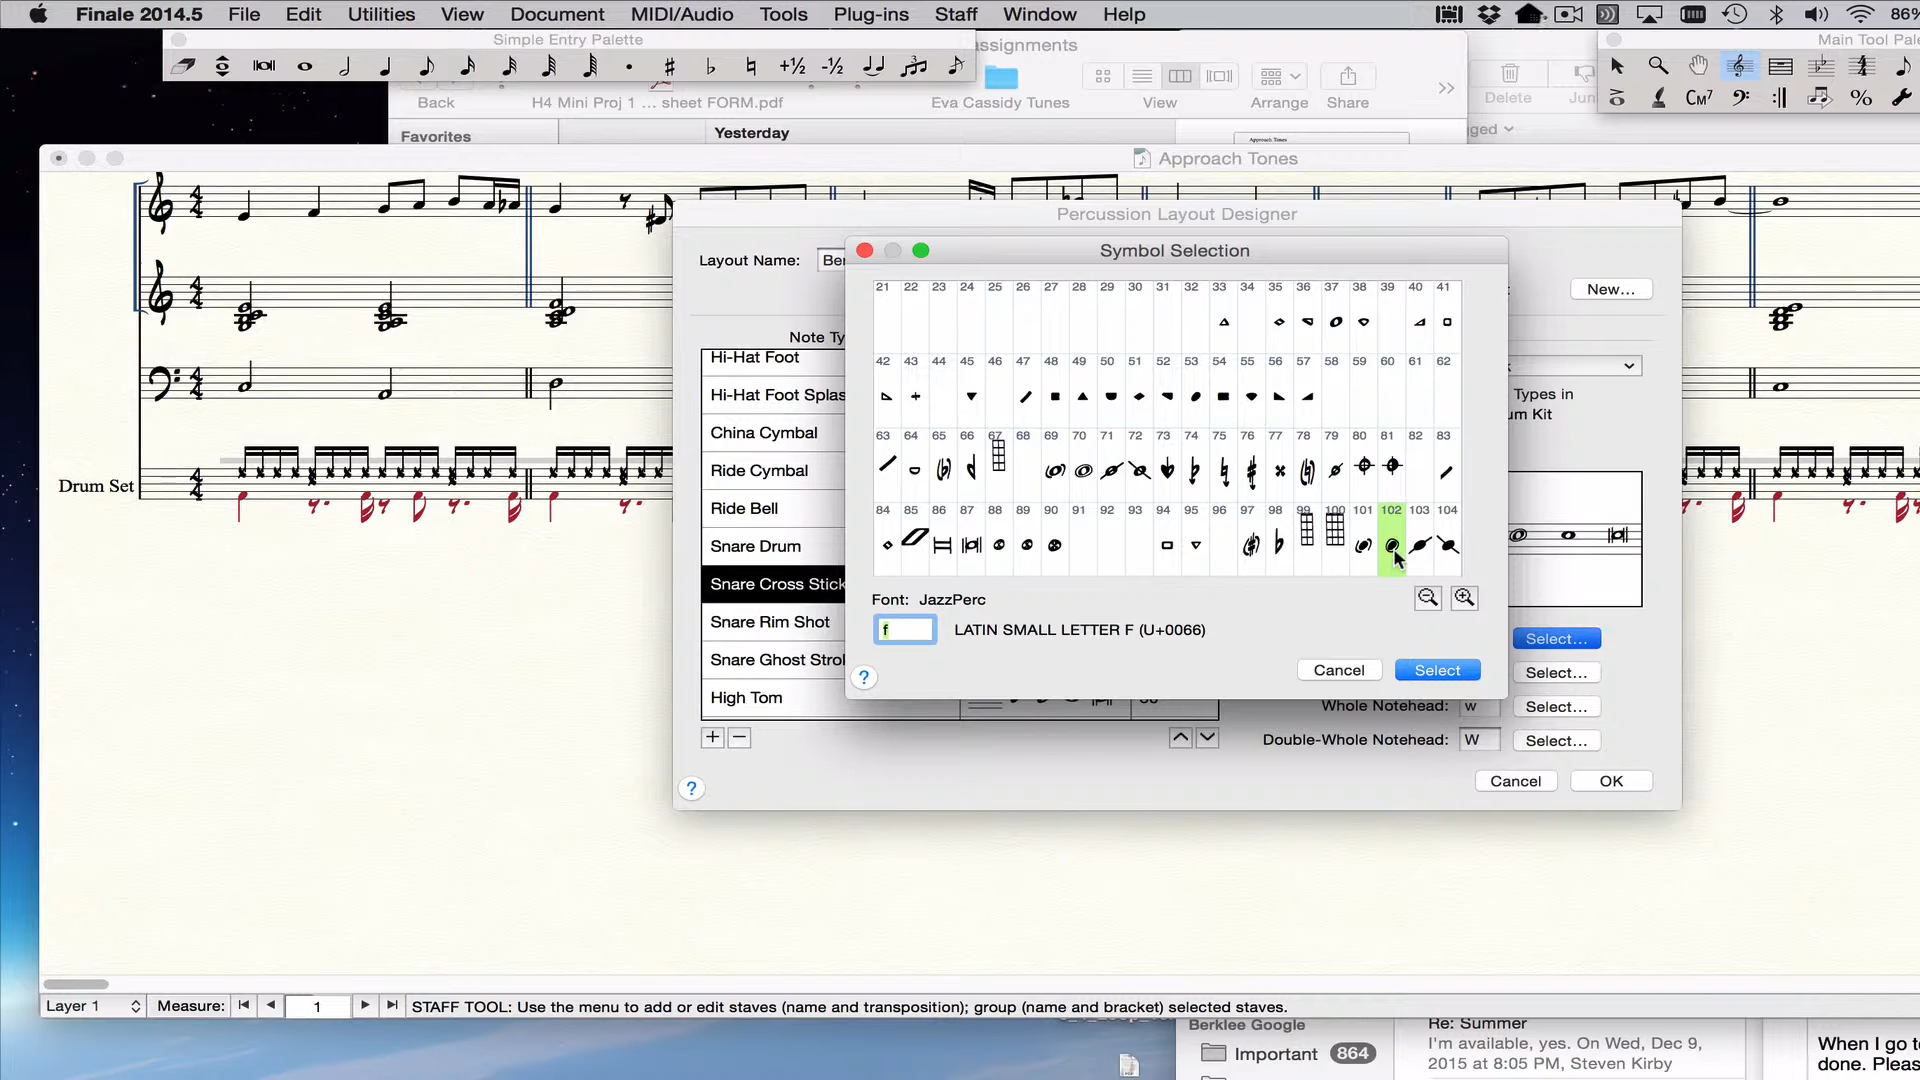 Finale 2014.5 File Edit Utilities View Document MIDI/Audio Tools Plug-ins Staff Window Help 86%
Simple Entry Palette
assignments
Main Tool Pale
Back H4 Mini Proj 1 ... sheet FORM.pdf Eva Cassidy Tunes View Arrange Share Delete Jun
Favorites Yesterday
Approach Tones
Approach Tones
Percussion Layout Designer
Layout Name: Ber
New...
Symbol Selection
21 22 23 24 25 26 27 28 29 30 31 32 33 34 35 36 37 38 39 40 41
42 43 44 45 46 47 48 49 50 51 52 53 54 55 56 57 58 59 60 61 62
63 64 65 66 67 68 69 70 71 72 73 74 75 76 77 78 79 80 81 82 83
84 85 86 87 88 89 90 91 92 93 94 95 96 97 98 99 100 101 102 103 104
Font: JazzPerc
f LATIN SMALL LETTER F (U+0066)
? Cancel Select
Note Ty
Hi-Hat Foot
Hi-Hat Foot Splas
China Cymbal
Ride Cymbal
Ride Bell
Snare Drum
Snare Cross Stick
Snare Rim Shot
Snare Ghost Strol
High Tom
Types in
um Kit
Select...
Select...
Whole Notehead: w Select...
Double-Whole Notehead: W Select...
? Cancel OK
Drum Set
Layer 1 Measure: 1 STAFF TOOL: Use the menu to add or edit staves (name and transposition); group (name and bracket) selected staves.
Berklee Google
Important 864
Re: Summer
I'm available, yes. On Wed, Dec 9,
2015 at 8:05 PM, Steven Kirby
When I go to
done. Pleas